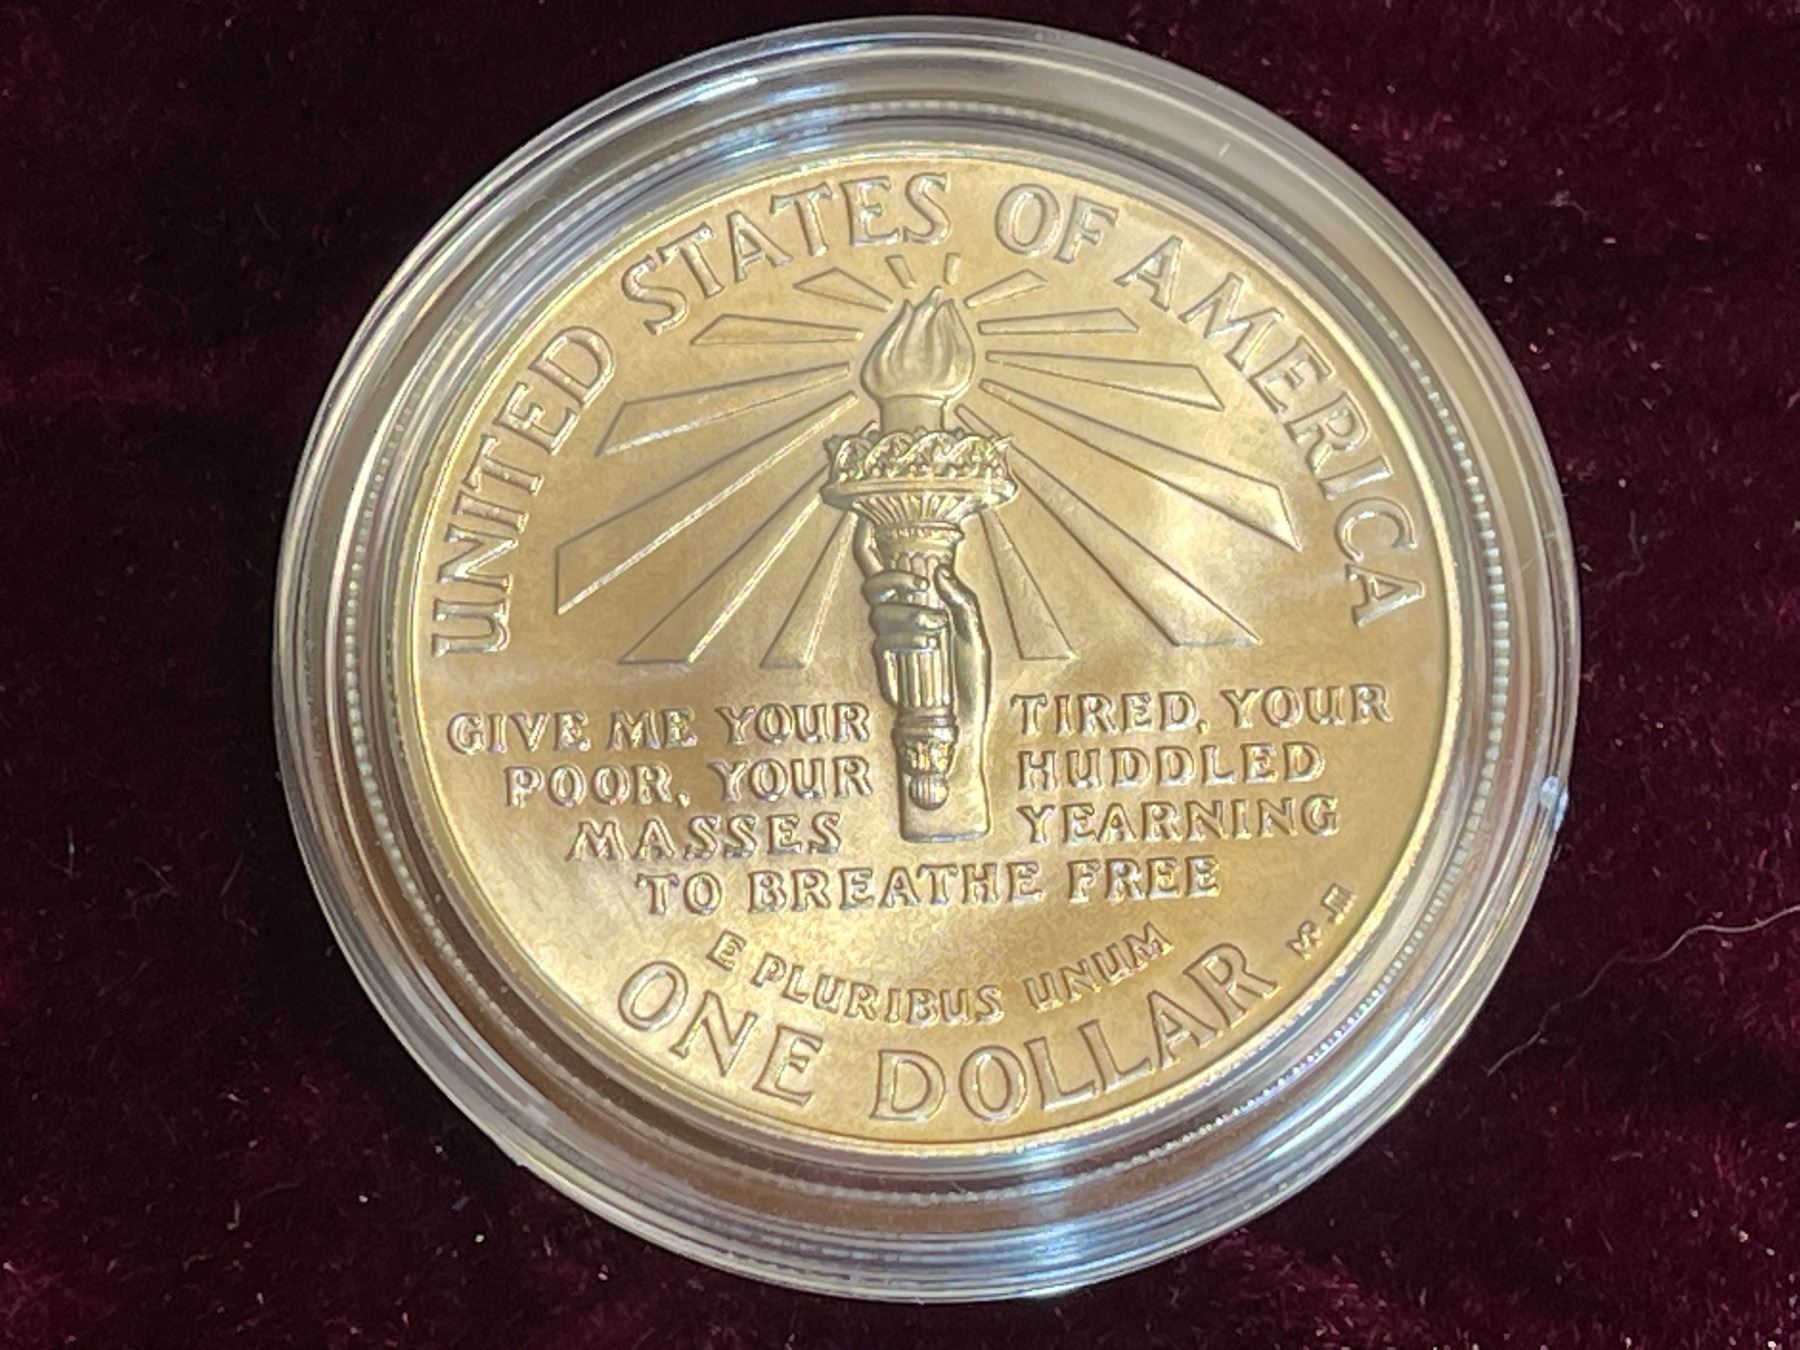 UNITED STATES OF AMERICA
GIVE ME YOUR TIRED, YOUR
POOR, YOUR HUDDLED
MASSES YEARNING
TO BREATHE FREE
E PLURIBUS UNUM
ONE DOLLAR